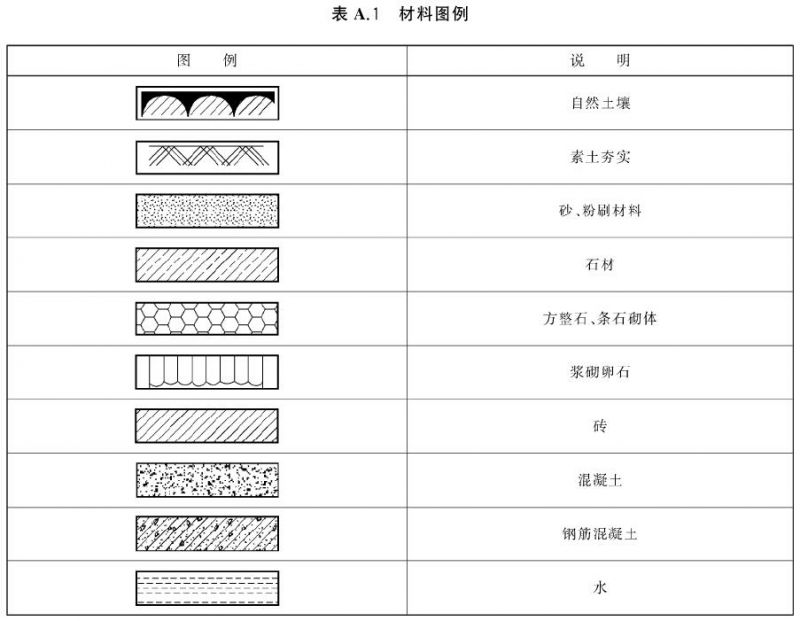 表 A.1 材料图例
图 例 说 明
自然土壤
素土夯实
砂、粉刷材料
石材
方整石、条石砌体
浆砌卵石
砖
混凝土
钢筋混凝土
水